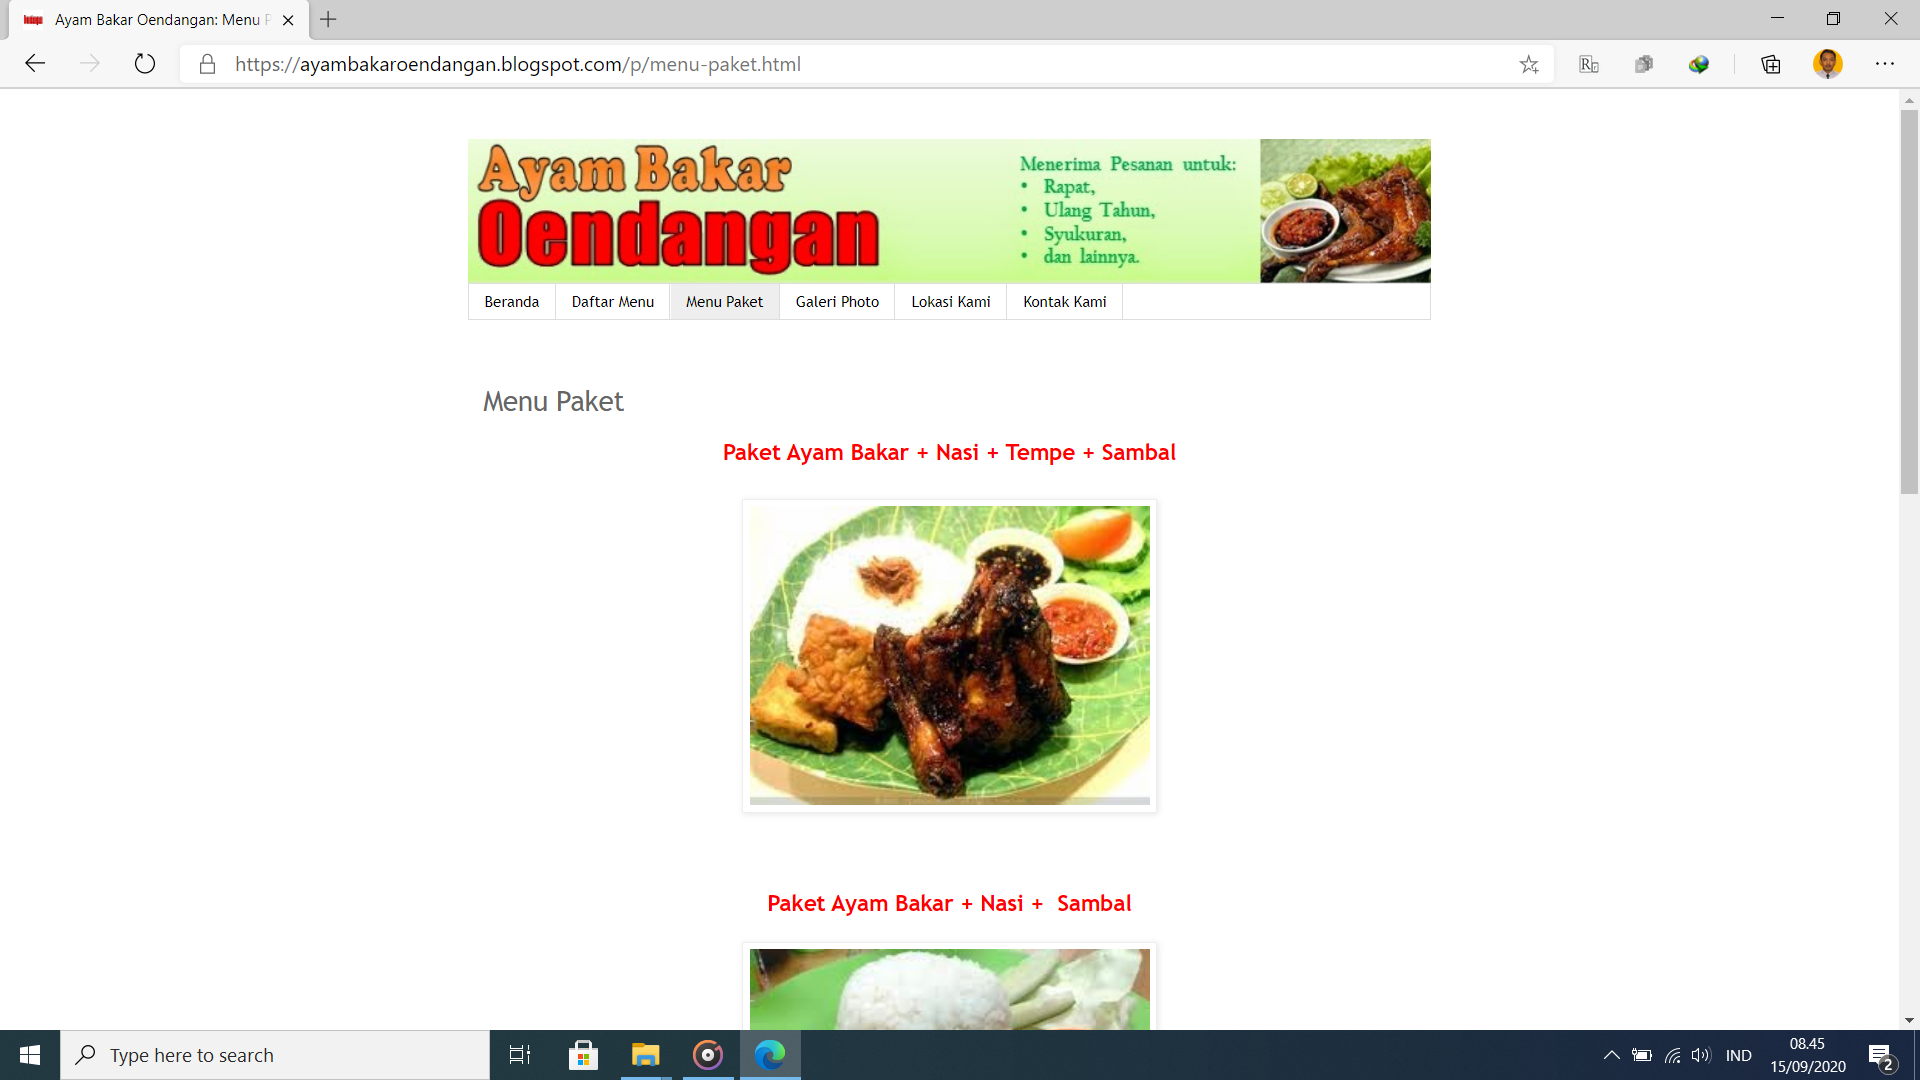 Ayam Bakar Oendangan: Menu P
https://ayambakaroendangan.blogspot.com/p/menu-paket.html
Ayam Bakar
Oendangan
Menerima Pesanan untuk:
• Rapat,
• Ulang Tahun,
• Syukuran,
• dan lainnya.
Beranda
Daftar Menu
Menu Paket
Galeri Photo
Lokasi Kami
Kontak Kami
Menu Paket
Paket Ayam Bakar + Nasi + Tempe + Sambal
Paket Ayam Bakar + Nasi + Sambal
Type here to search
IND
08.45
15/09/2020
2